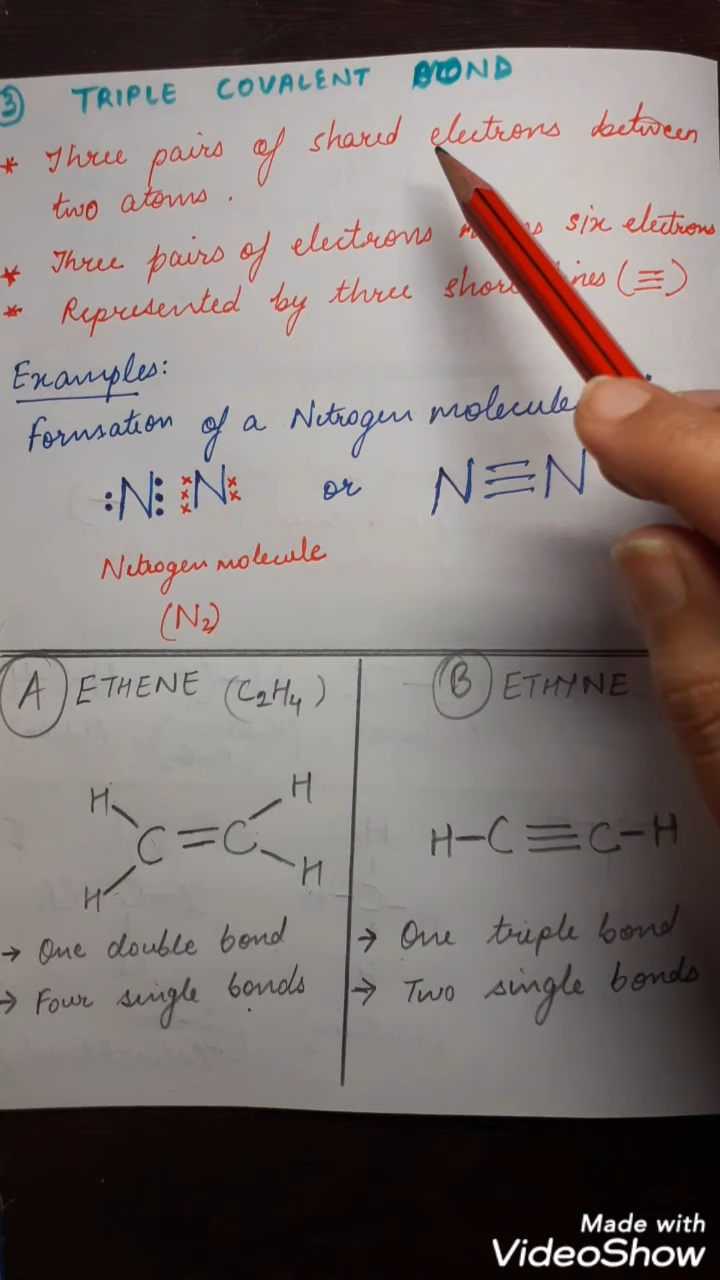 3 TRIPLE COVALENT BOND
* Three pairs of shared electrons between
two atoms.
* Three pairs of electrons six electrons
* Represented by three short (≡)
Examples:
Formation of a Nitrogen molecule
:N: N or N≡N
Nitrogen molecule
(N₂)
A ETHENE (C₂H₄)
H H
C=C
H H
→ One double bond
→ Four single bonds
B ETHYNE
H-C≡C-H
→ One triple bond
→ Two single bonds
Made with
VideoShow